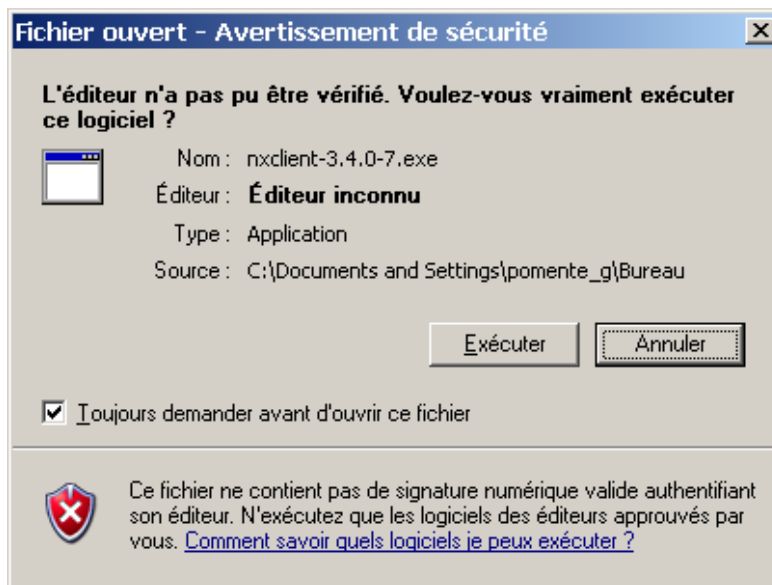 Fichier ouvert - Avertissement de sécurité
L'éditeur n'a pas pu être vérifié. Voulez-vous vraiment exécuter
ce logiciel ?
Nom : nxclient-3.4.0-7.exe
Éditeur : Éditeur inconnu
Type : Application
Source : C:\Documents and Settings\pomente_g\Bureau
Exécuter Annuler
Toujours demander avant d'ouvrir ce fichier
Ce fichier ne contient pas de signature numérique valide authentifiant
son éditeur. N'exécutez que les logiciels des éditeurs approuvés par
vous. Comment savoir quels logiciels je peux exécuter ?